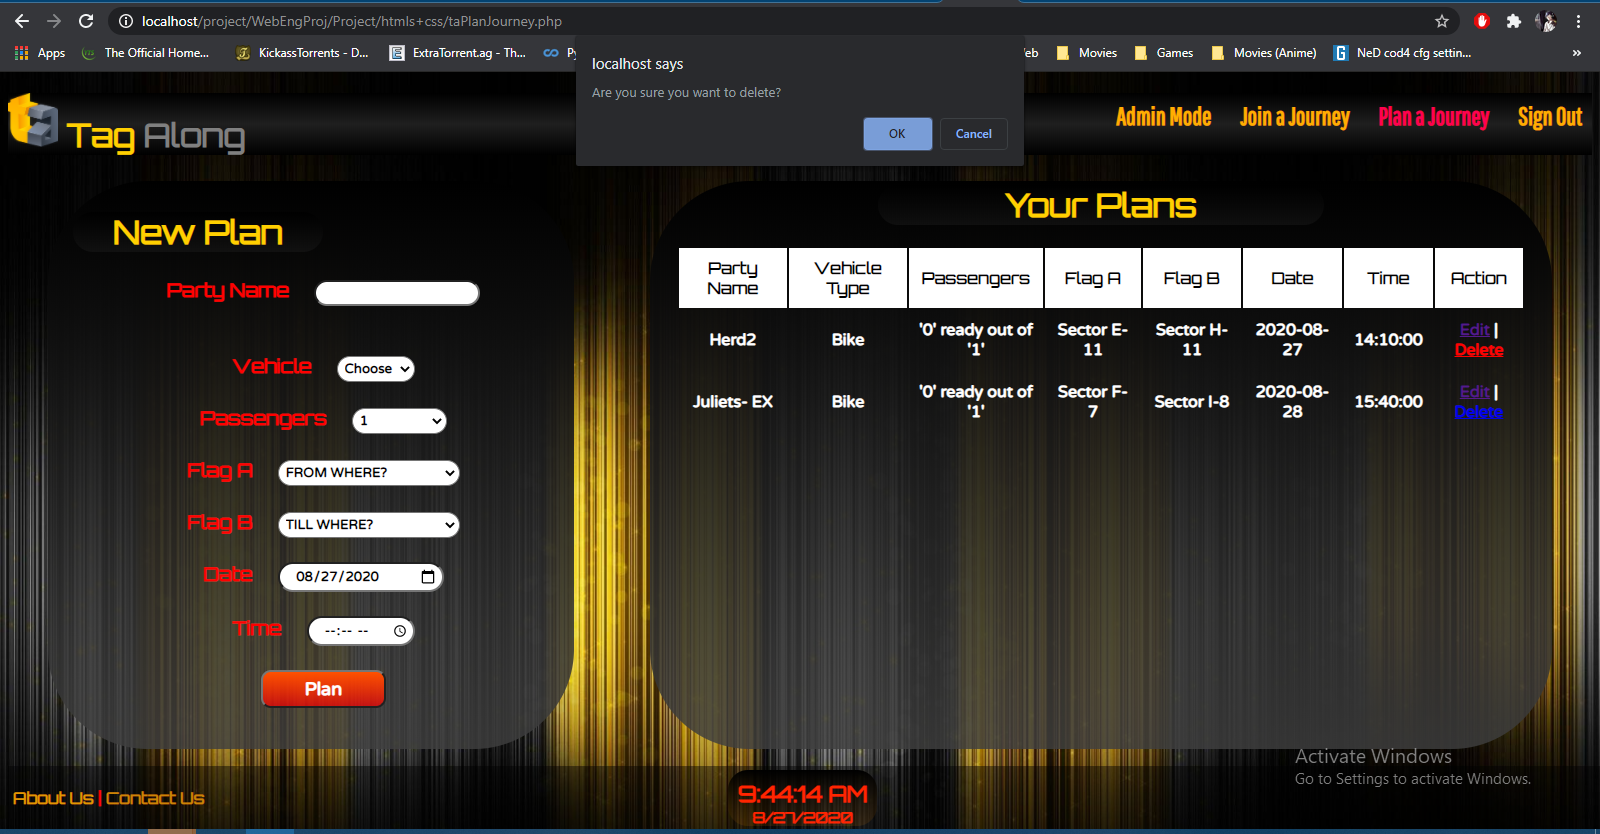 localhost/project/WebEngProj/Project/htmls+css/taPlanJourney.php
Apps
The Official Home...
KickassTorrents - D...
ExtraTorrent.ag - Th...
Movies
Games
Movies (Anime)
NeD cod4 cfg settin...
»
localhost says
Are you sure you want to delete?
OK
Cancel
Tag Along
Admin Mode
Join a Journey
Plan a Journey
Sign Out
New Plan
Party Name
Vehicle
Choose
Passengers
1
Flag A
FROM WHERE?
Flag B
TILL WHERE?
Date
08/27/2020
Time
--:-- --
Plan
Your Plans
Party Name
Vehicle Type
Passengers
Flag A
Flag B
Date
Time
Action
Herd2
Bike
'0' ready out of '1'
Sector E-11
Sector H-11
2020-08-27
14:10:00
Edit |
Delete
Juliets- EX
Bike
'0' ready out of '1'
Sector F-7
Sector I-8
2020-08-28
15:40:00
Edit |
Delete
Activate Windows
Go to Settings to activate Windows.
About Us | Contact Us
9:44:14 AM
8/27/2020